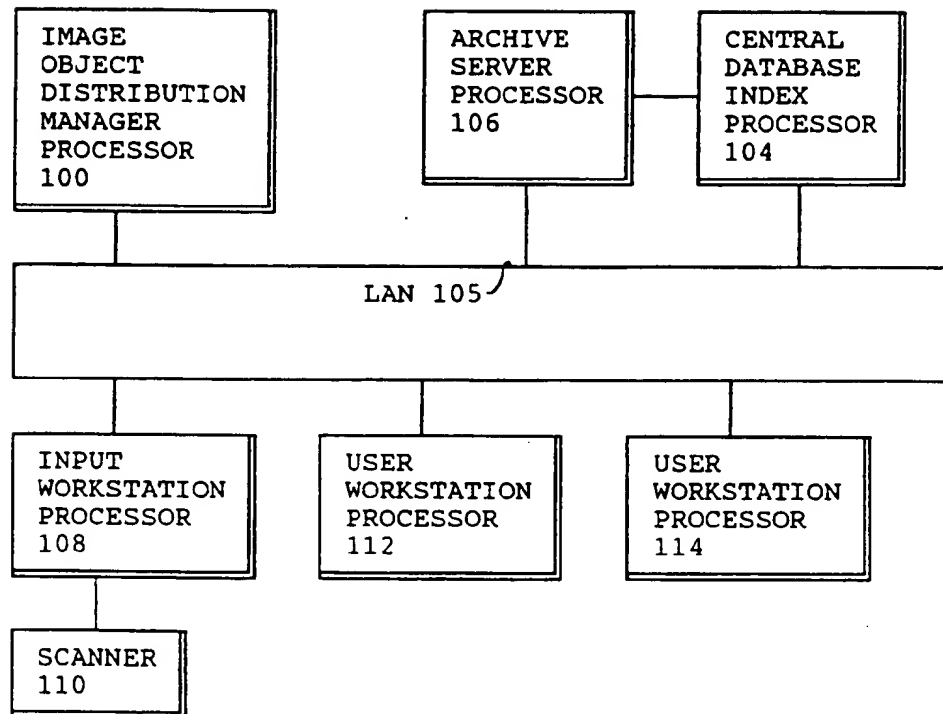 IMAGE
OBJECT
DISTRIBUTION
MANAGER
PROCESSOR
100
ARCHIVE
SERVER
PROCESSOR
106
CENTRAL
DATABASE
INDEX
PROCESSOR
104
LAN 105
INPUT
WORKSTATION
PROCESSOR
108
USER
WORKSTATION
PROCESSOR
112
USER
WORKSTATION
PROCESSOR
114
SCANNER
110